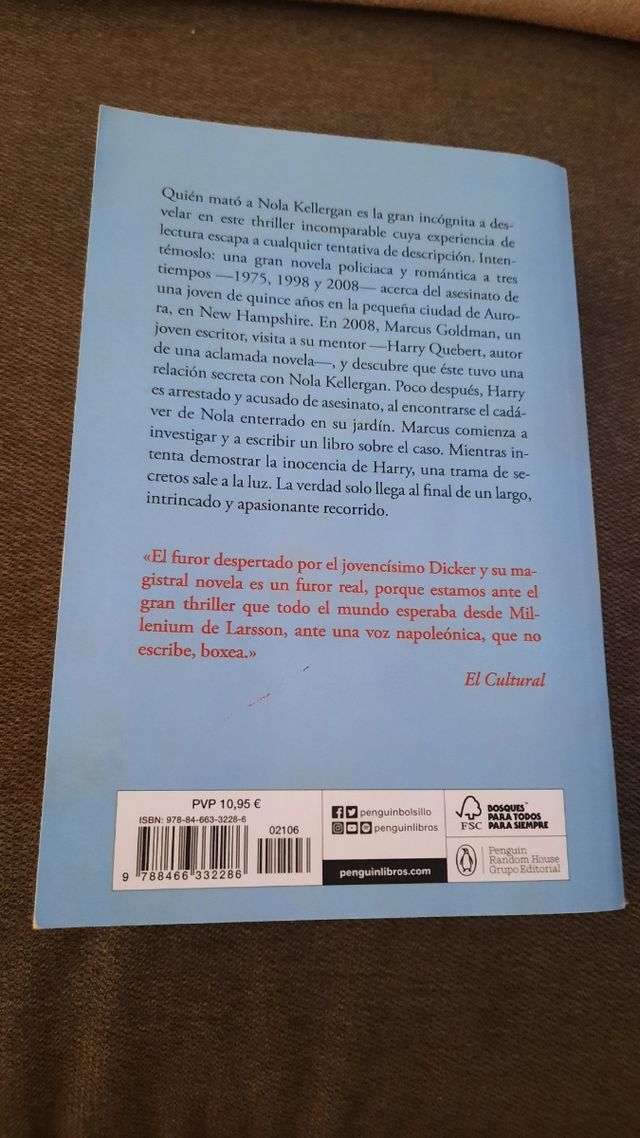 Quién mató a Nola Kellergan es la gran incógnita a des-
velar en este thriller incomparable cuya experiencia de
lectura escapa a cualquier tentativa de descripción. Inten-
témoslo: una gran novela policiaca y romántica a tres
tiempos —1975, 1998 y 2008— acerca del asesinato de
una joven de quince años en la pequeña ciudad de Auro-
ra, en New Hampshire. En 2008, Marcus Goldman, un
joven escritor, visita a su mentor —Harry Quebert, autor
de una aclamada novela—, y descubre que éste tuvo una
relación secreta con Nola Kellergan. Poco después, Harry
es arrestado y acusado de asesinato, al encontrarse el cadá-
ver de Nola enterrado en su jardín. Marcus comienza a
investigar y a escribir un libro sobre el caso. Mientras in-
tenta demostrar la inocencia de Harry, una trama de se-
cretos sale a la luz. La verdad solo llega al final de un largo,
intrincado y apasionante recorrido.
«El furor despertado por el jovencísimo Dicker y su ma-
gistral novela es un furor real, porque estamos ante el
gran thriller que todo el mundo esperaba desde Mil-
lenium de Larsson, ante una voz napoleónica, que no
escribe, boxea.»
El Cultural
PVP 10,95 €
ISBN: 978-84-663-3228-6
02106
9 788466 332286
penguinbolsillo
penguinlibros
penguinlibros.com
FSC
BOSQUES
PARA TODOS
PARA SIEMPRE
Penguin
Random House
Grupo Editorial